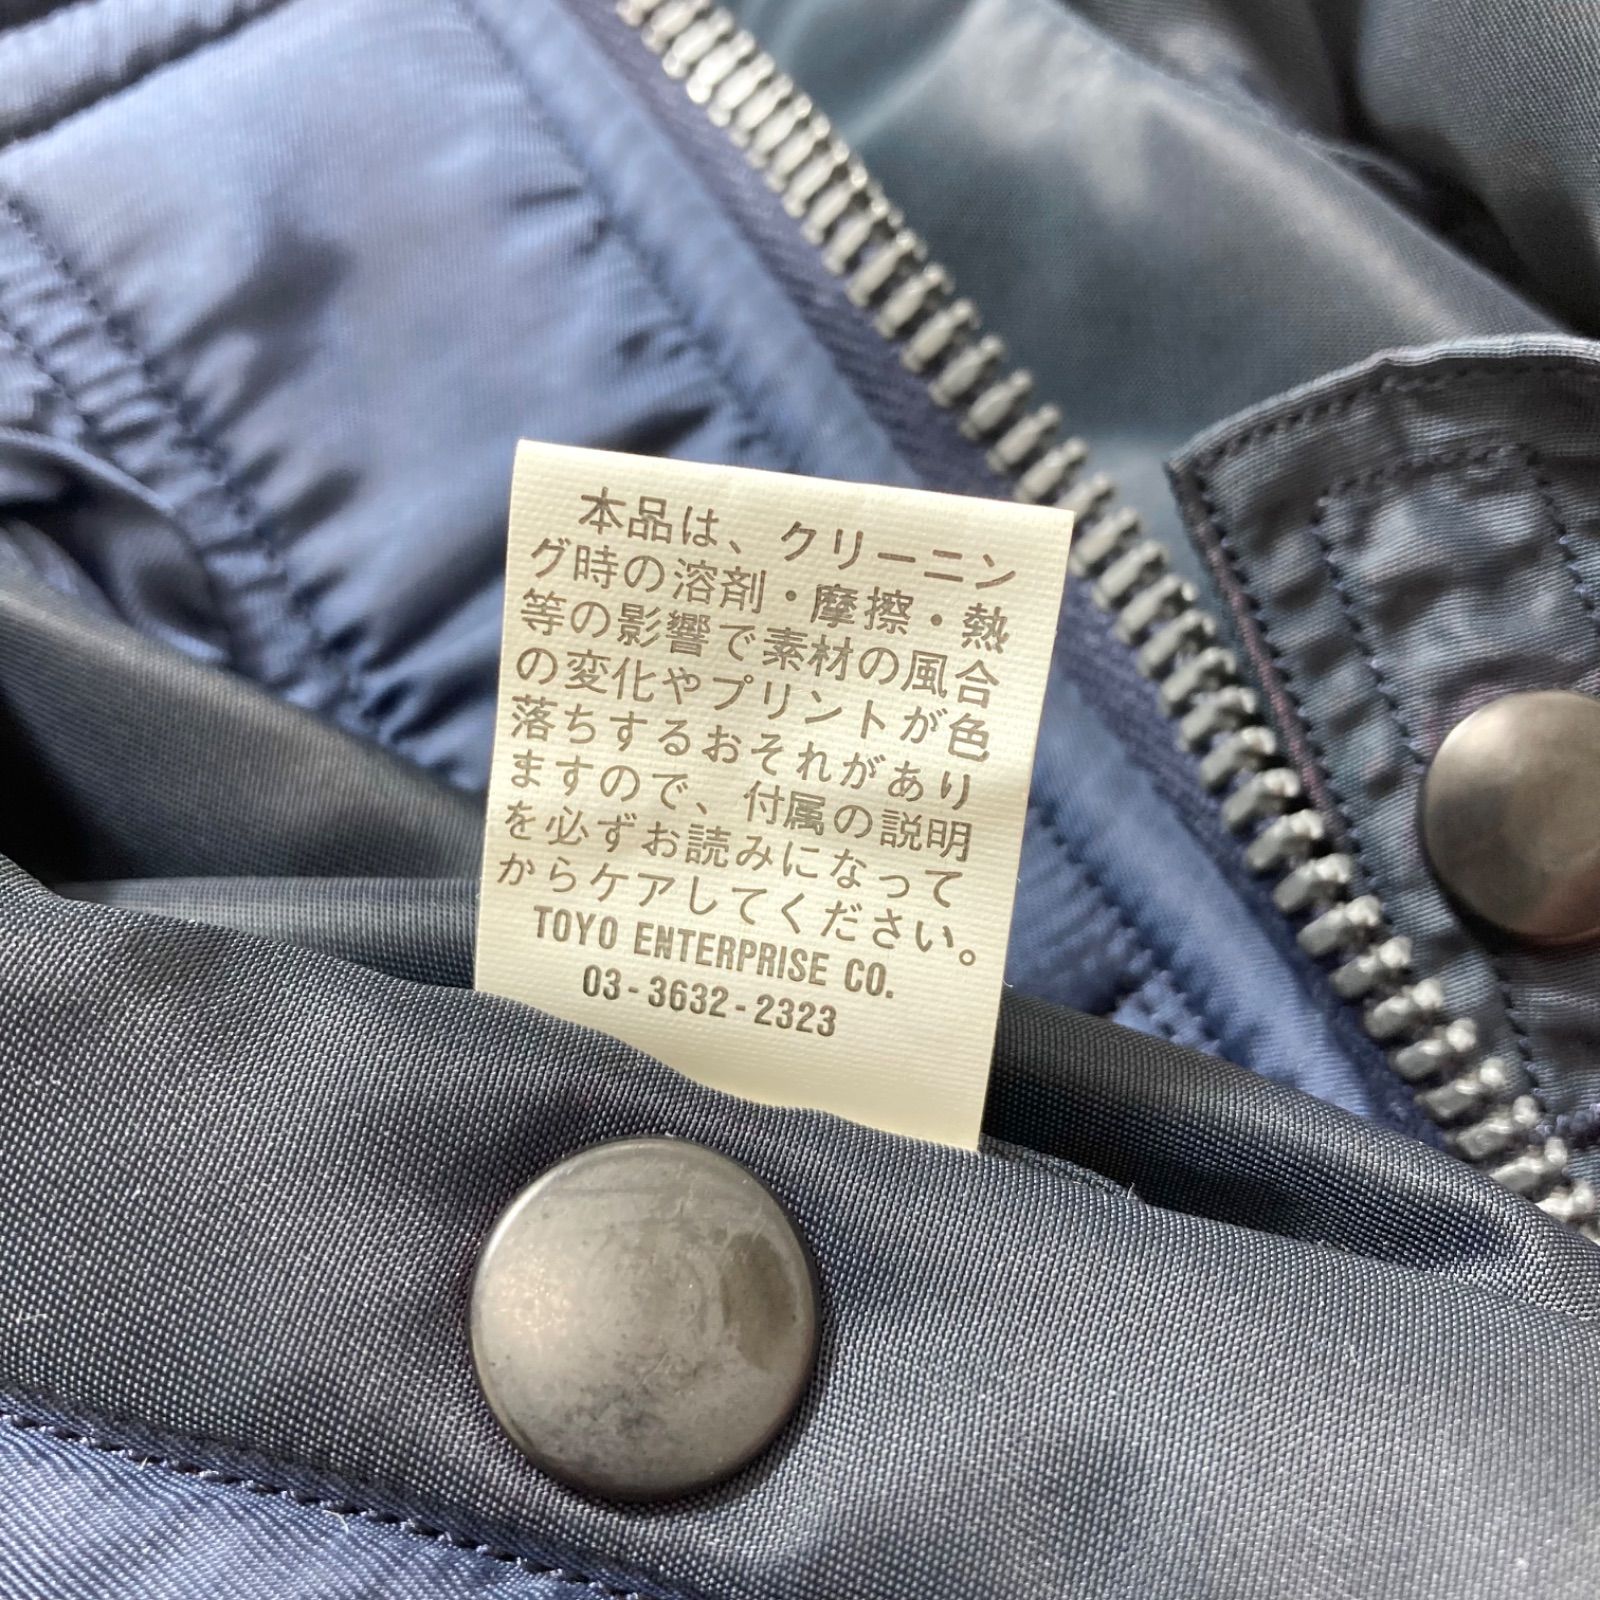 本品は、クリーニン
グ時の溶剤・摩擦・熱
等の影響で素材の風合
の変化やプリントが色
落ちするおそれがあり
ますので、付属の説明
を必ずお読みになって
からケアしてください。
TOYO ENTERPRISE CO.
03-3632-2323